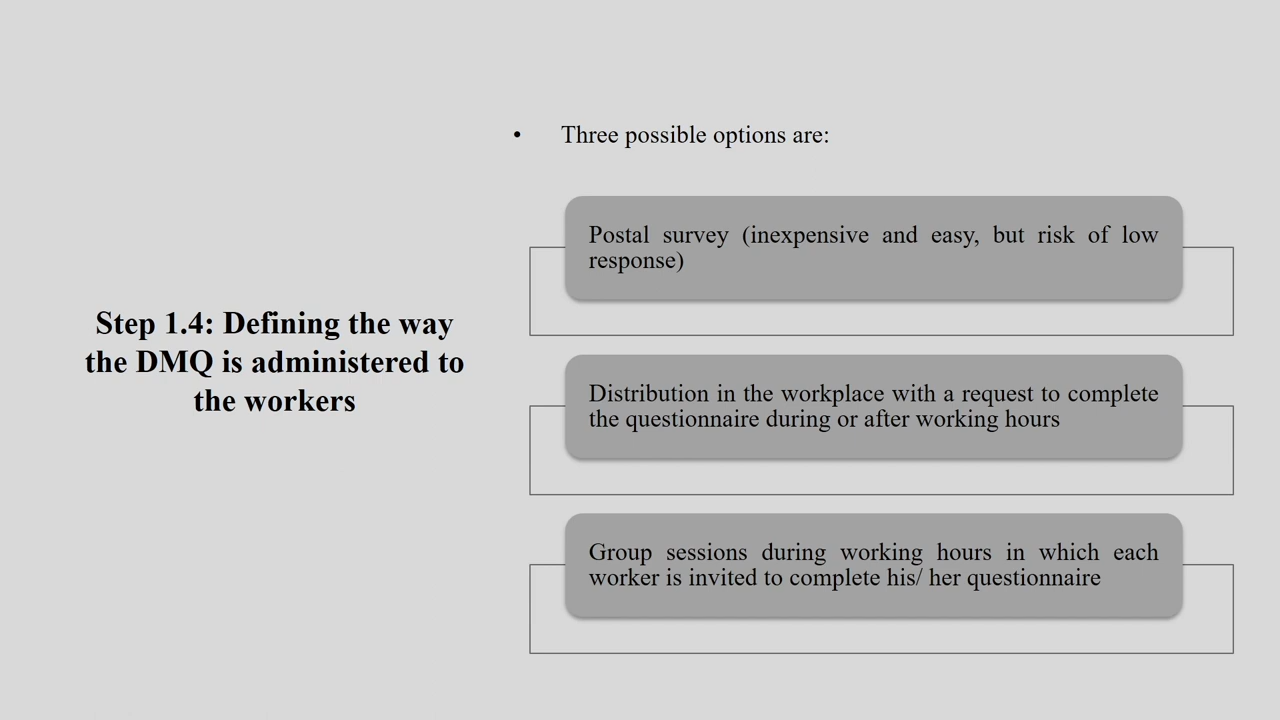 Step 1.4: Defining the way
the DMQ is administered to
the workers
• Three possible options are:
Postal survey (inexpensive and easy, but risk of low
response)
Distribution in the workplace with a request to complete
the questionnaire during or after working hours
Group sessions during working hours in which each
worker is invited to complete his/ her questionnaire